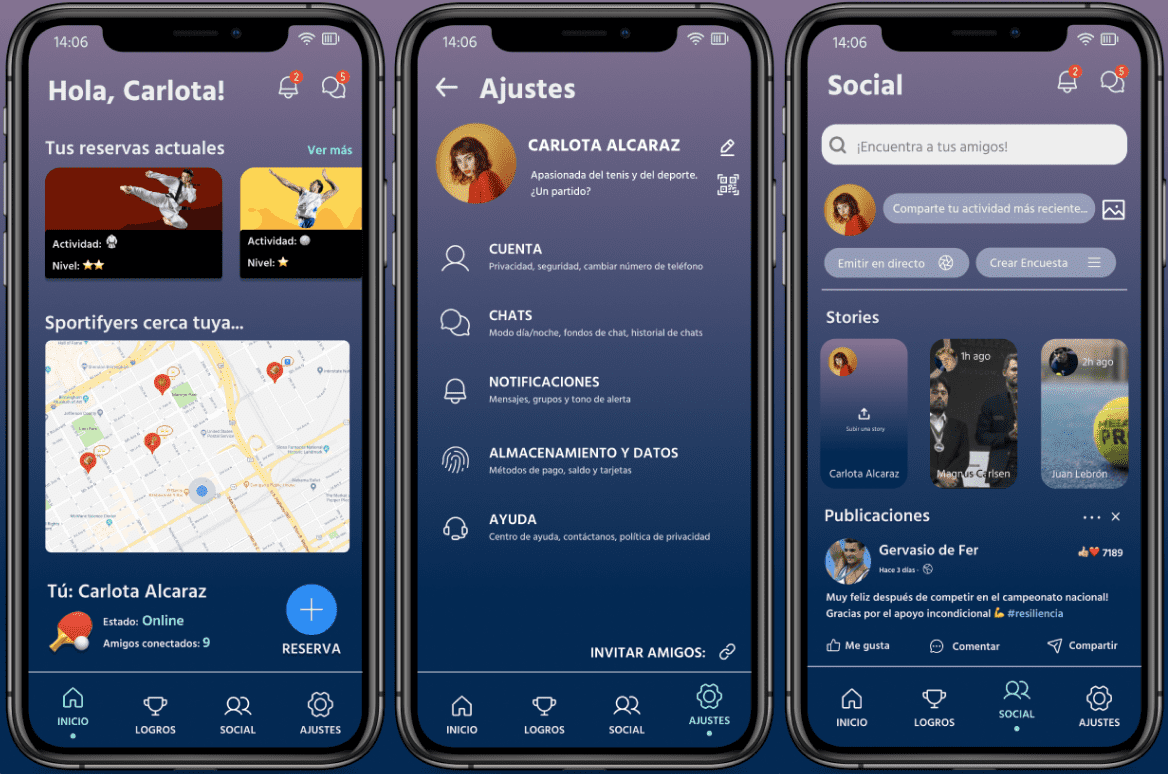 14:06
Hola, Carlota!
2
5
Tus reservas actuales
Ver más
Actividad:
Nivel:
Actividad:
Nivel:
Sportifyers cerca tuya...
Tú: Carlota Alcaraz
Estado: Online
Amigos conectados: 9
RESERVA
INICIO
LOGROS
SOCIAL
AJUSTES
14:06
Ajustes
CARLOTA ALCARAZ
Apasionada del tenis y del deporte.
¿Un partido?
CUENTA
Privacidad, seguridad, cambiar número de teléfono
CHATS
Modo día/noche, fondos de chat, historial de chats
NOTIFICACIONES
Mensajes, grupos y tono de alerta
ALMACENAMIENTO Y DATOS
Métodos de pago, saldo y tarjetas
AYUDA
Centro de ayuda, contáctanos, política de privacidad
INVITAR AMIGOS:
INICIO
LOGROS
SOCIAL
AJUSTES
14:06
Social
2
5
¡Encuentra a tus amigos!
Comparte tu actividad más reciente...
Emitir en directo
Crear Encuesta
Stories
1h ago
2h ago
Subir una story
PR
Carlota Alcaraz
Magnus Carlsen
Juan Lebrón
Publicaciones
Gervasio de Fer
7189
Hace 3 días ·
Muy feliz después de competir en el campeonato nacional!
Gracias por el apoyo incondicional 💪 #resiliencia
Me gusta
Comentar
Compartir
INICIO
LOGROS
SOCIAL
AJUSTES